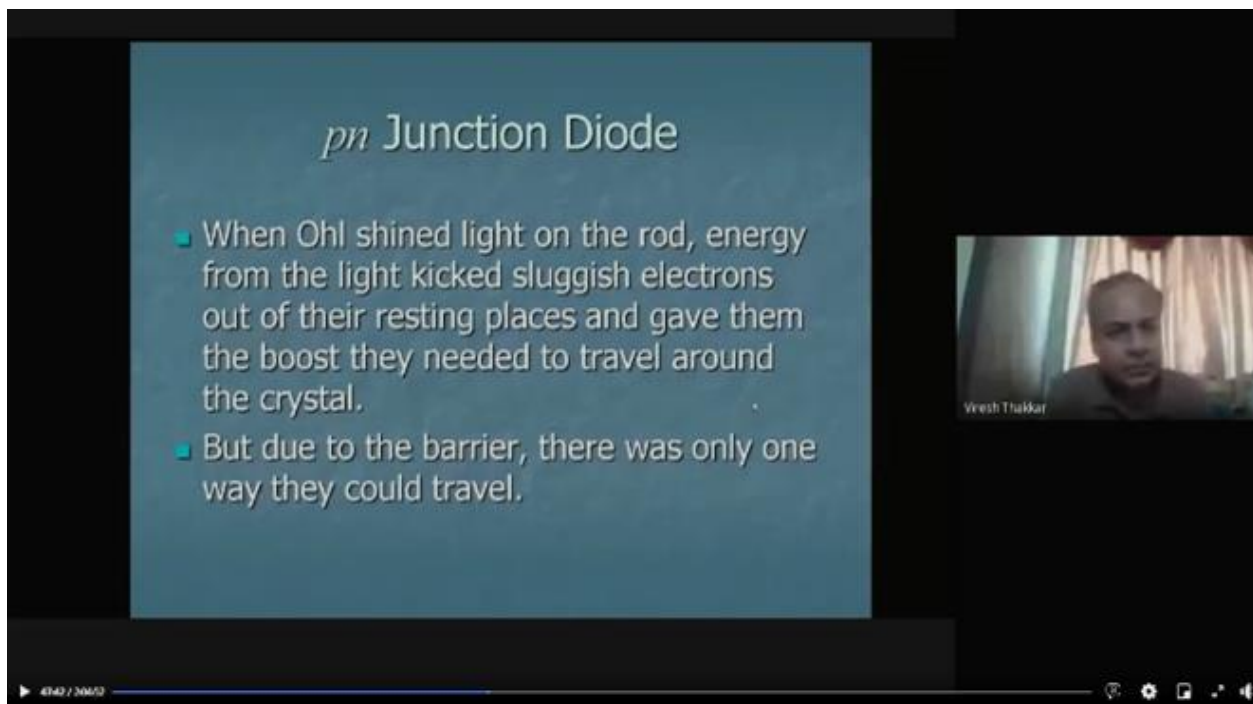 pn Junction Diode
When Ohl shined light on the rod, energy
from the light kicked sluggish electrons
out of their resting places and gave them
the boost they needed to travel around
the crystal.
But due to the barrier, there was only one
way they could travel.
Viresh Thakkar